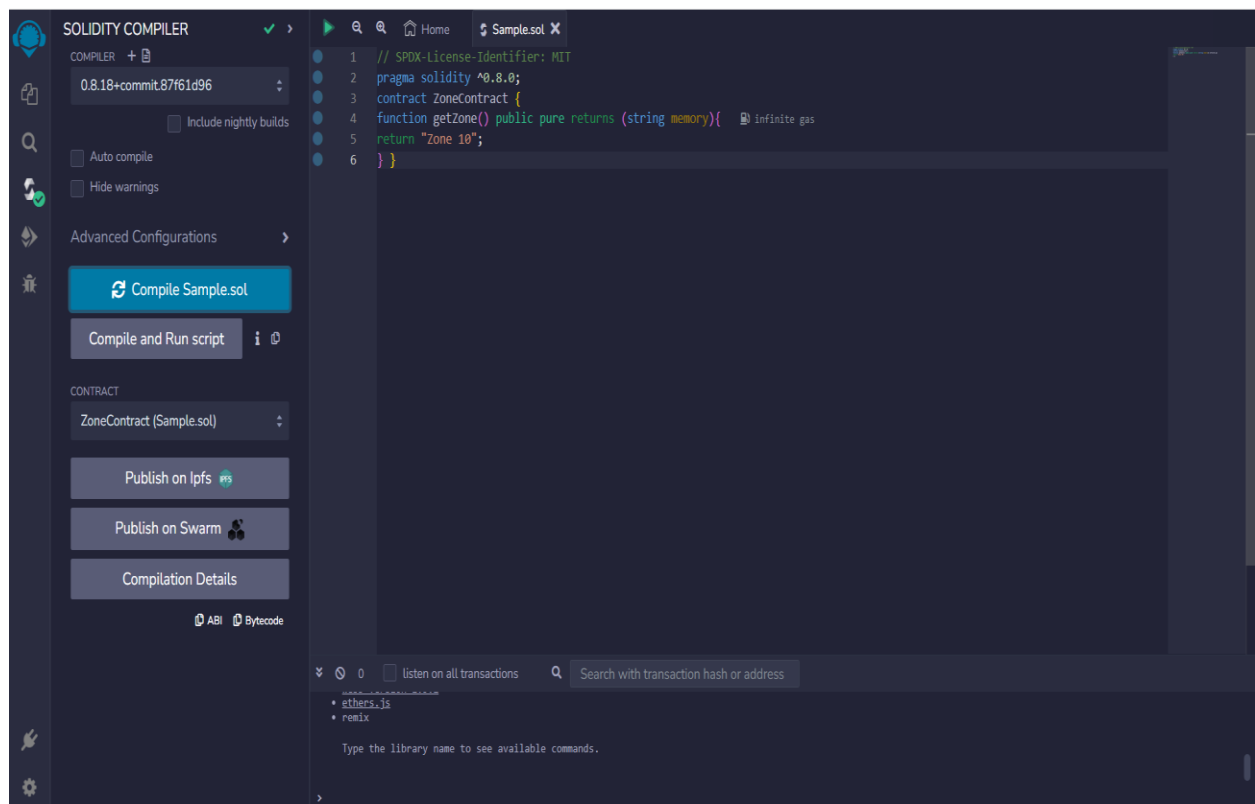 SOLIDITY COMPILER
COMPILER
0.8.18+commit.87f61d96
Include nightly builds
Auto compile
Hide warnings
Advanced Configurations
Compile Sample.sol
Compile and Run script
i
CONTRACT
ZoneContract (Sample.sol)
Publish on Ipfs IPFS
Publish on Swarm
Compilation Details
ABI Bytecode
Home Sample.sol
1 // SPDX-License-Identifier: MIT
2 pragma solidity ^0.8.0;
3 contract ZoneContract {
4 function getZone() public pure returns (string memory){ infinite gas
5 return "Zone 10";
6 } }
0 listen on all transactions Search with transaction hash or address
• ethers.js
• remix
Type the library name to see available commands.
>